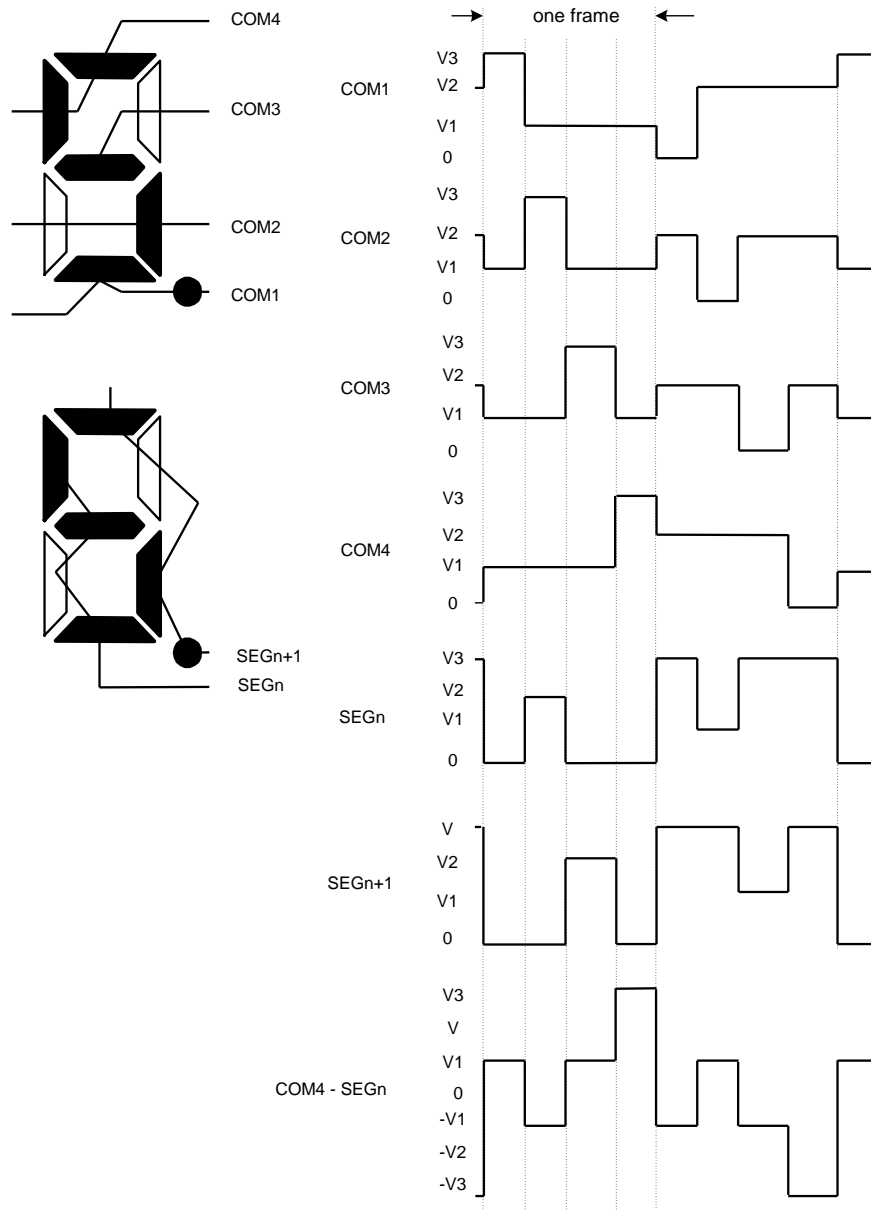 COM4
COM3
COM2
COM1
SEGn+1
SEGn
one frame
COM1
V3
V2
V1
0
COM2
V3
V2
V1
0
COM3
V3
V2
V1
0
COM4
V3
V2
V1
0
SEGn
V3
V2
V1
0
SEGn+1
V
V2
V1
0
COM4 - SEGn
V3
V
V1
0
-V1
-V2
-V3